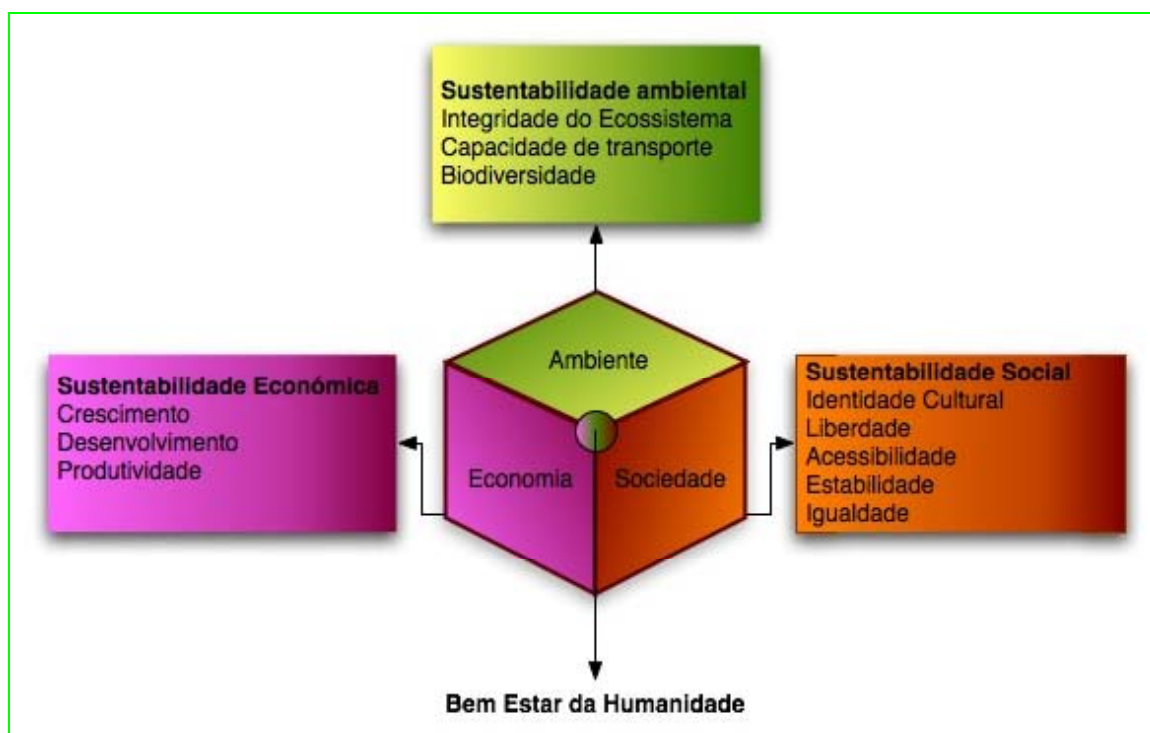 Sustentabilidade ambiental
Integridade do Ecossistema
Capacidade de transporte
Biodiversidade
Ambiente
Sustentabilidade Económica
Crescimento
Desenvolvimento
Produtividade
Economia
Sociedade
Sustentabilidade Social
Identidade Cultural
Liberdade
Acessibilidade
Estabilidade
Igualdade
Bem Estar da Humanidade